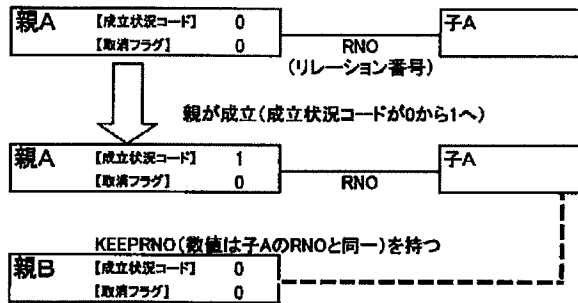 親A 【成立状況コード】 0 子A
【取消フラグ】 0 RNO
(リレーション番号)
親が成立(成立状況コードが0から1へ)
親A 【成立状況コード】 1 子A
【取消フラグ】 0 RNO
KEEPRNO(数値は子AのRNOと同一)を持つ
親B 【成立状況コード】 0
【取消フラグ】 0